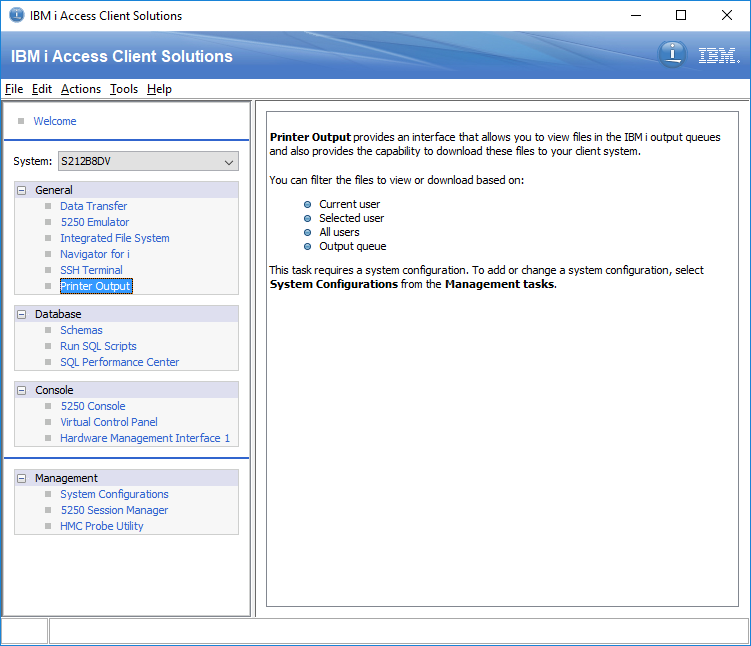 IBM i Access Client Solutions
IBM i Access Client Solutions
i
IBM.
File Edit Actions Tools Help
Welcome
System: S212B8DV
General
Data Transfer
5250 Emulator
Integrated File System
Navigator for i
SSH Terminal
Printer Output
Database
Schemas
Run SQL Scripts
SQL Performance Center
Console
5250 Console
Virtual Control Panel
Hardware Management Interface 1
Management
System Configurations
5250 Session Manager
HMC Probe Utility
Printer Output provides an interface that allows you to view files in the IBM i output queues
and also provides the capability to download these files to your client system.
You can filter the files to view or download based on:
Current user
Selected user
All users
Output queue
This task requires a system configuration. To add or change a system configuration, select
System Configurations from the Management tasks.